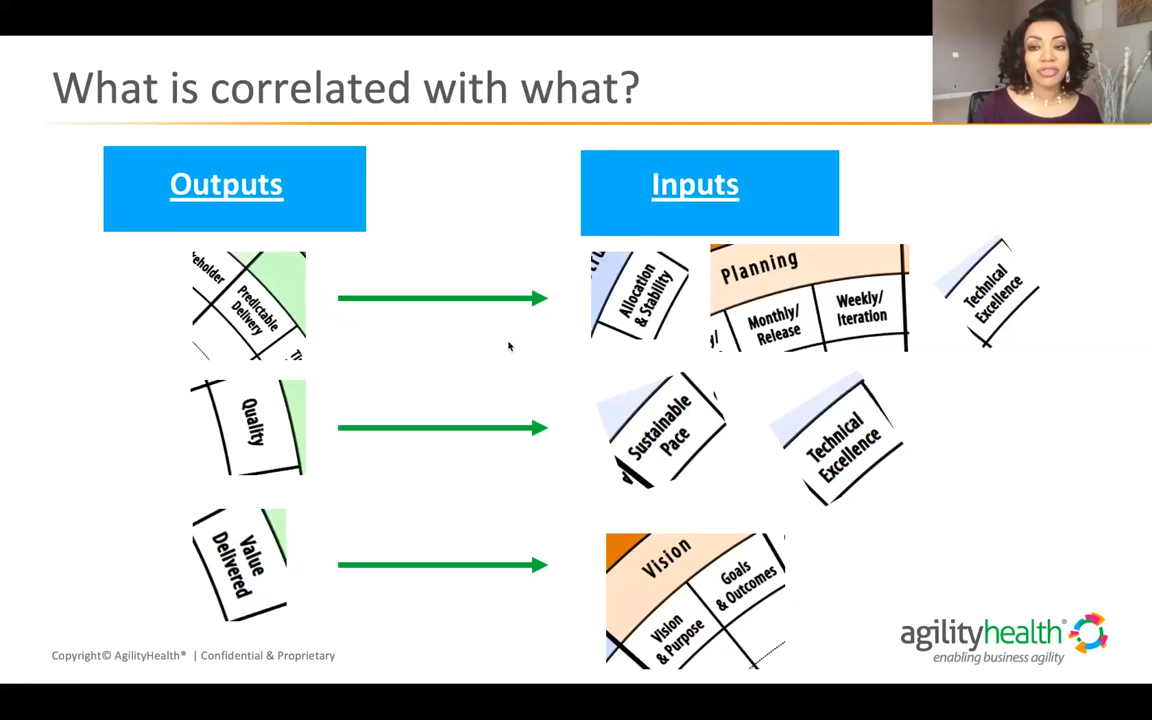 What is correlated with what?
Outputs
Inputs
Predictable
Delivery
Allocation
& Stability
Planning
Monthly/
Release
Weekly/
Iteration
Technical
Excellence
Quality
Sustainable
Pace
Technical
Excellence
Value
Delivered
Vision
Vision
& Purpose
Goals
& Outcomes
Copyright© AgilityHealth® | Confidential & Proprietary
agilityhealth®
enabling business agility